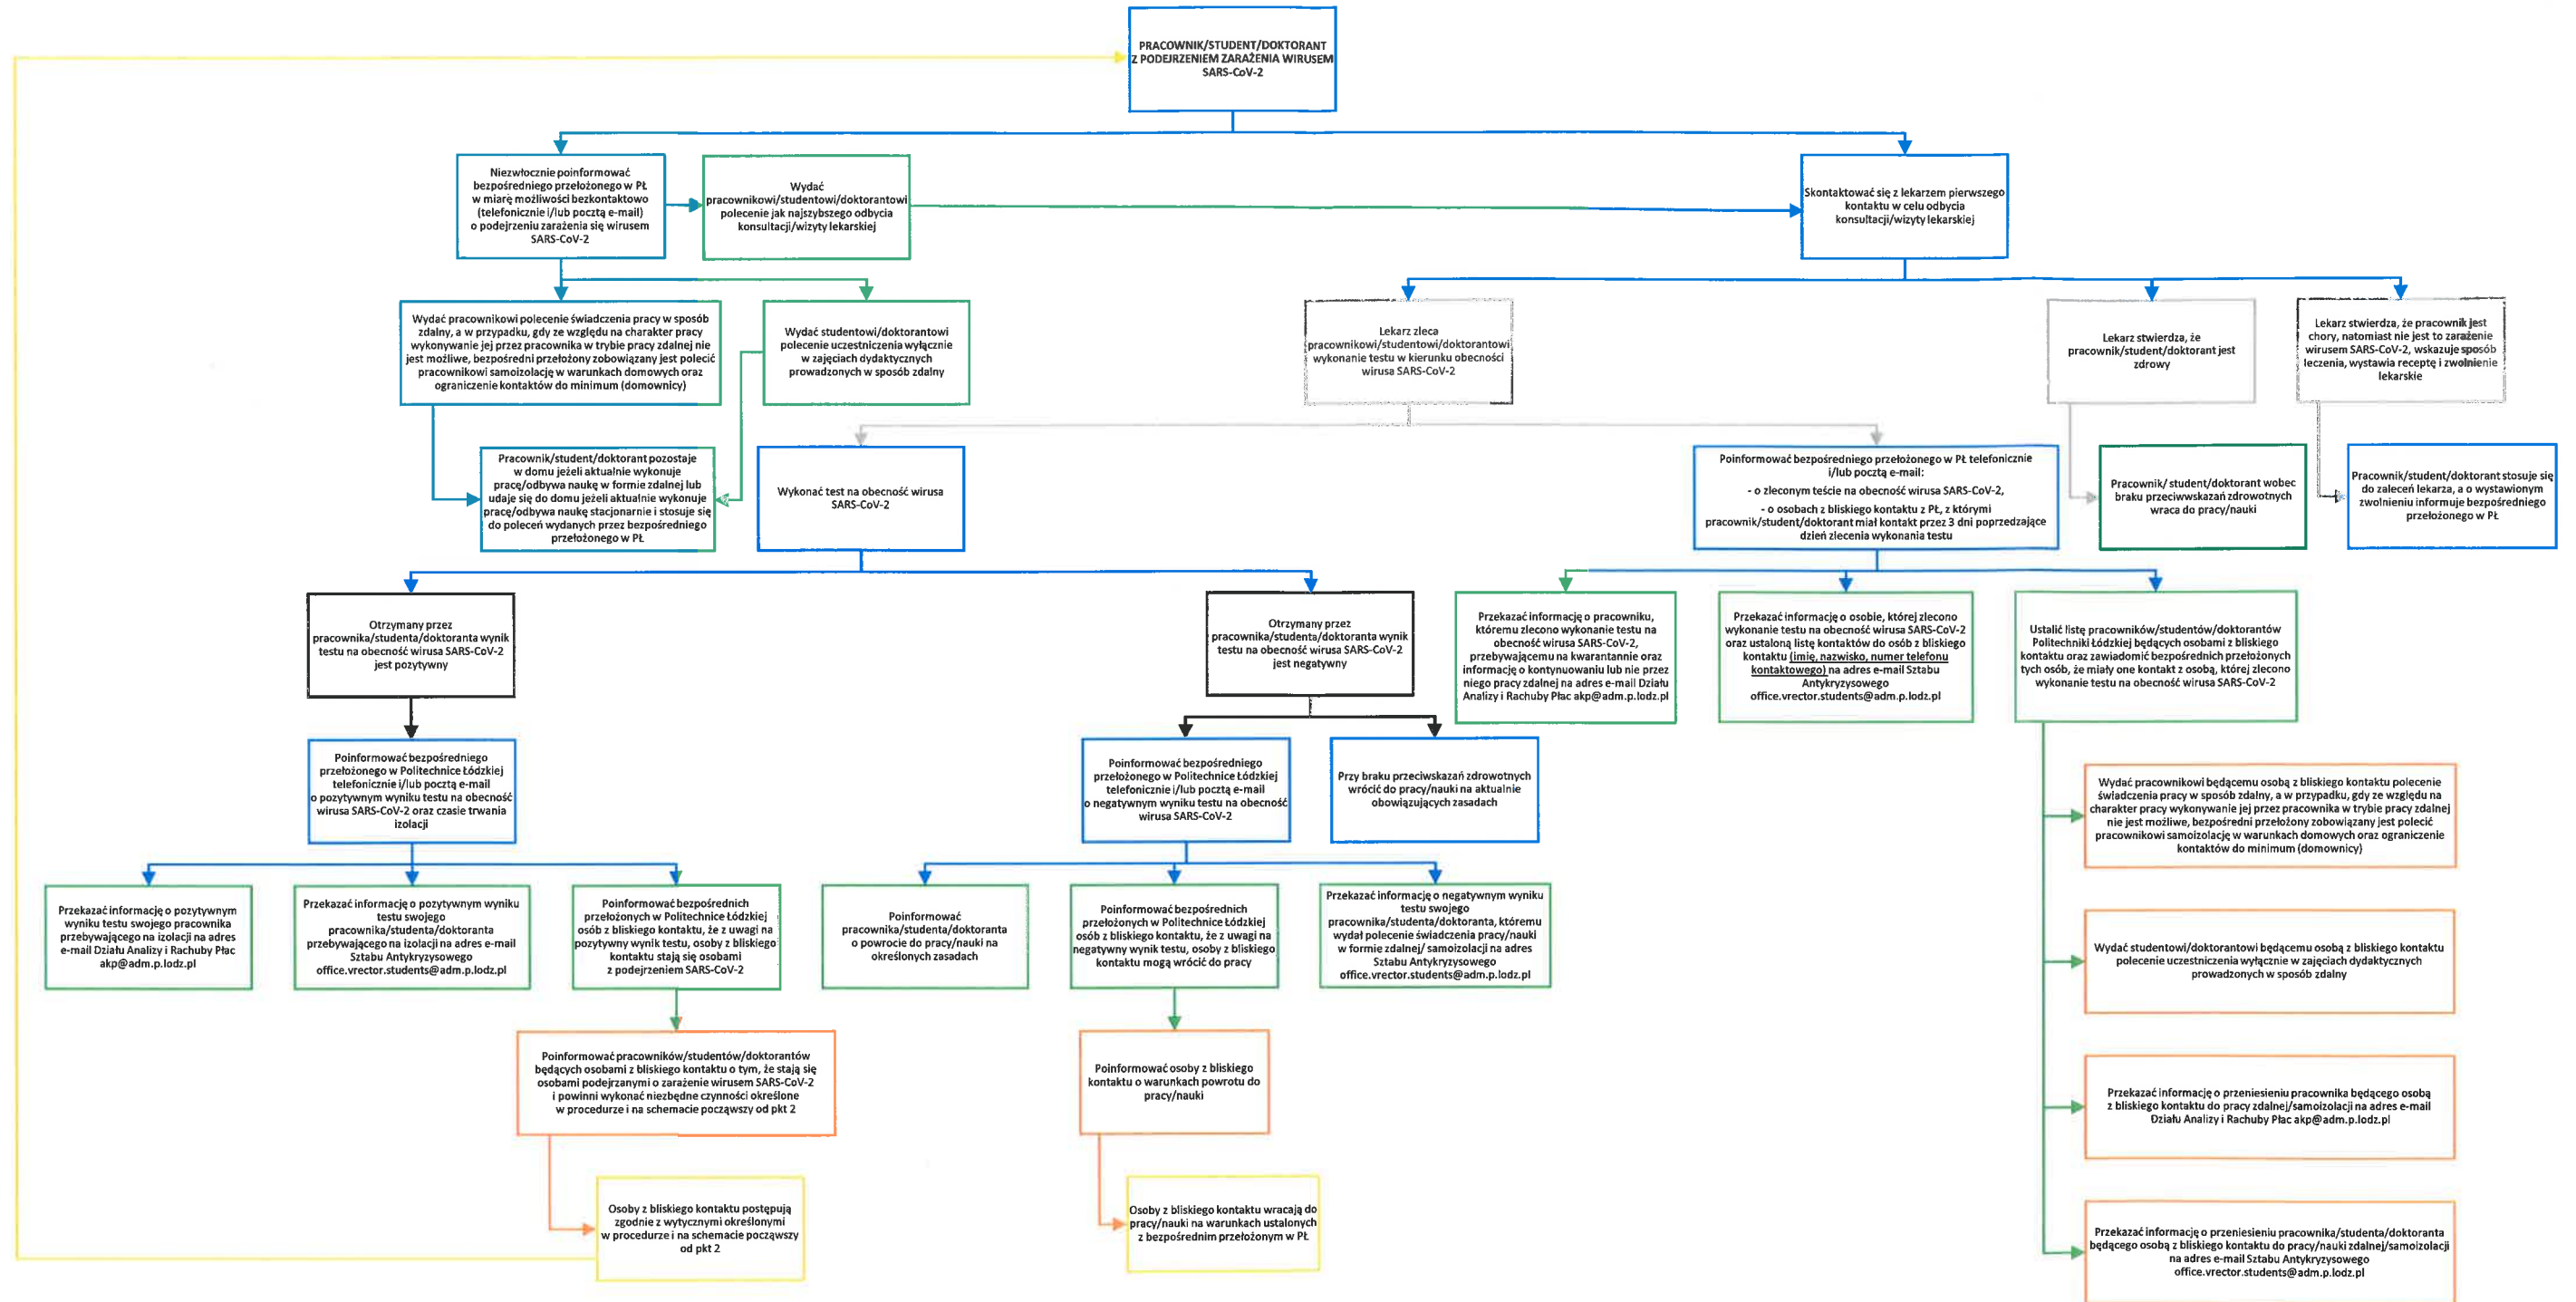 PRACOWNIK/STUDENT/DOKTORANT
Z PODEJRZENIEM ZARAŻENIA WIRUSEM
SARS-CoV-2
Niezwłocznie poinformować
bezpośredniego przełożonego w PŁ
w miarę możliwości bezkontaktowo
(telefonicznie i/lub pocztą e-mail)
o podejrzeniu zarażenia się wirusem
SARS-CoV-2
Wydać
pracownikowi/studentowi/doktorantowi
polecenie jak najszybszego odbycia
konsultacji/wizyty lekarskiej
Skontaktować się z lekarzem pierwszego
kontaktu w celu odbycia
konsultacji/wizyty lekarskiej
Wydać pracownikowi polecenie świadczenia pracy w sposób
zdalny, a w przypadku, gdy ze względu na charakter pracy
wykonywanie jej przez pracownika w trybie pracy zdalnej nie
jest możliwe, bezpośredni przełożony zobowiązany jest polecić
pracownikowi samoizolację w warunkach domowych oraz
ograniczenie kontaktów do minimum (domownicy)
Wydać studentowi/doktorantowi
polecenie uczestniczenia wyłącznie
w zajęciach dydaktycznych
prowadzonych w sposób zdalny
Lekarz zleca
pracownikowi/studentowi/doktorantowi
wykonanie testu w kierunku obecności
wirusa SARS-CoV-2
Lekarz stwierdza, że
pracownik/student/doktorant jest
zdrowy
Lekarz stwierdza, że pracownik jest
chory, natomiast nie jest to zarażenie
wirusem SARS-CoV-2, wskazuje sposób
leczenia, wystawia receptę i zwolnienie
lekarskie
Pracownik/student/doktorant pozostaje
w domu jeżeli aktualnie wykonuje
pracę/odbywa naukę w formie zdalnej lub
udaje się do domu jeżeli aktualnie wykonuje
pracę/odbywa naukę stacjonarnie i stosuje się
do poleceń wydanych przez bezpośredniego
przełożonego w PŁ
Wykonać test na obecność wirusa
SARS-CoV-2
Poinformować bezpośredniego przełożonego w PŁ telefonicznie
i/lub pocztą e-mail:
- o zleconym teście na obecność wirusa SARS-CoV-2,
- o osobach z bliskiego kontaktu z PŁ, z którymi
pracownik/student/doktorant miał kontakt przez 3 dni poprzedzające
dzień zlecenia wykonania testu
Pracownik/ student/doktorant wobec
braku przeciwwskazań zdrowotnych
wraca do pracy/nauki
Pracownik/student/doktorant stosuje się
do zaleceń lekarza, a o wystawionym
zwolnieniu informuje bezpośredniego
przełożonego w PŁ
Otrzymany przez
pracownika/studenta/doktoranta wynik
testu na obecność wirusa SARS-CoV-2
jest pozytywny
Otrzymany przez
pracownika/studenta/doktoranta wynik
testu na obecność wirusa SARS-CoV-2
jest negatywny
Przekazać informację o pracowniku,
któremu zlecono wykonanie testu na
obecność wirusa SARS-CoV-2,
przebywającemu na kwarantannie oraz
informację o kontynuowaniu lub nie przez
niego pracy zdalnej na adres e-mail Działu
Analizy i Rachuby Płac akp@adm.p.lodz.pl
Przekazać informację o osobie, której zlecono
wykonanie testu na obecność wirusa SARS-CoV-2
oraz ustaloną listę kontaktów do osób z bliskiego
kontaktu (imię, nazwisko, numer telefonu
kontaktowego) na adres e-mail Sztabu
Antykryzysowego
office.vrector.students@adm.p.lodz.pl
Ustalić listę pracowników/studentów/doktorantów
Politechniki Łódzkiej będących osobami z bliskiego
kontaktu oraz zawiadomić bezpośrednich przełożonych
tych osób, że miały one kontakt z osobą, której zlecono
wykonanie testu na obecność wirusa SARS-CoV-2
Poinformować bezpośredniego
przełożonego w Politechnice Łódzkiej
telefonicznie i/lub pocztą e-mail
o pozytywnym wyniku testu na obecność
wirusa SARS-CoV-2 oraz czasie trwania
izolacji
Poinformować bezpośredniego
przełożonego w Politechnice Łódzkiej
telefonicznie i/lub pocztą e-mail
o negatywnym wyniku testu na obecność
wirusa SARS-CoV-2
Przy braku przeciwskazań zdrowotnych
wrócić do pracy/nauki na aktualnie
obowiązujących zasadach
Wydać pracownikowi będącemu osobą z bliskiego kontaktu polecenie
świadczenia pracy w sposób zdalny, a w przypadku, gdy ze względu na
charakter pracy wykonywanie jej przez pracownika w trybie pracy zdalnej
nie jest możliwe, bezpośredni przełożony zobowiązany jest polecić
pracownikowi samoizolację w warunkach domowych oraz ograniczenie
kontaktów do minimum (domownicy)
Przekazać informację o pozytywnym
wyniku testu swojego pracownika
przebywającego na izolacji na adres
e-mail Działu Analizy i Rachuby Płac
akp@adm.p.lodz.pl
Przekazać informację o pozytywnym wyniku
testu swojego
pracownika/studenta/doktoranta
przebywającego na izolacji na adres e-mail
Sztabu Antykryzysowego
office.vrector.students@adm.p.lodz.pl
Poinformować bezpośrednich
przełożonych w Politechnice Łódzkiej
osób z bliskiego kontaktu, że z uwagi na
pozytywny wynik testu, osoby z bliskiego
kontaktu stają się osobami
z podejrzeniem SARS-CoV-2
Poinformować
pracownika/studenta/doktoranta
o powrocie do pracy/nauki na
określonych zasadach
Poinformować bezpośrednich
przełożonych w Politechnice Łódzkiej
osób z bliskiego kontaktu, że z uwagi na
negatywny wynik testu, osoby z bliskiego
kontaktu mogą wrócić do pracy
Przekazać informację o negatywnym wyniku
testu swojego
pracownika/studenta/doktoranta, któremu
wydał polecenie świadczenia pracy/nauki
w formie zdalnej/ samoizolacji na adres
Sztabu Antykryzysowego
office.vrector.students@adm.p.lodz.pl
Wydać studentowi/doktorantowi będącemu osobą z bliskiego kontaktu
polecenie uczestniczenia wyłącznie w zajęciach dydaktycznych
prowadzonych w sposób zdalny
Poinformować pracowników/studentów/doktorantów
będących osobami z bliskiego kontaktu o tym, że stają się
osobami podejrzanymi o zarażenie wirusem SARS-CoV-2
i powinni wykonać niezbędne czynności określone
w procedurze i na schemacie począwszy od pkt 2
Poinformować osoby z bliskiego
kontaktu o warunkach powrotu do
pracy/nauki
Przekazać informację o przeniesieniu pracownika będącego osobą
z bliskiego kontaktu do pracy zdalnej/samoizolacji na adres e-mail
Działu Analizy i Rachuby Płac akp@adm.p.lodz.pl
Osoby z bliskiego kontaktu postępują
zgodnie z wytycznymi określonymi
w procedurze i na schemacie począwszy
od pkt 2
Osoby z bliskiego kontaktu wracają do
pracy/nauki na warunkach ustalonych
z bezpośrednim przełożonym w PŁ
Przekazać informację o przeniesieniu pracownika/studenta/doktoranta
będącego osobą z bliskiego kontaktu do pracy/nauki zdalnej/samoizolacji
na adres e-mail Sztabu Antykryzysowego
office.vrector.students@adm.p.lodz.pl